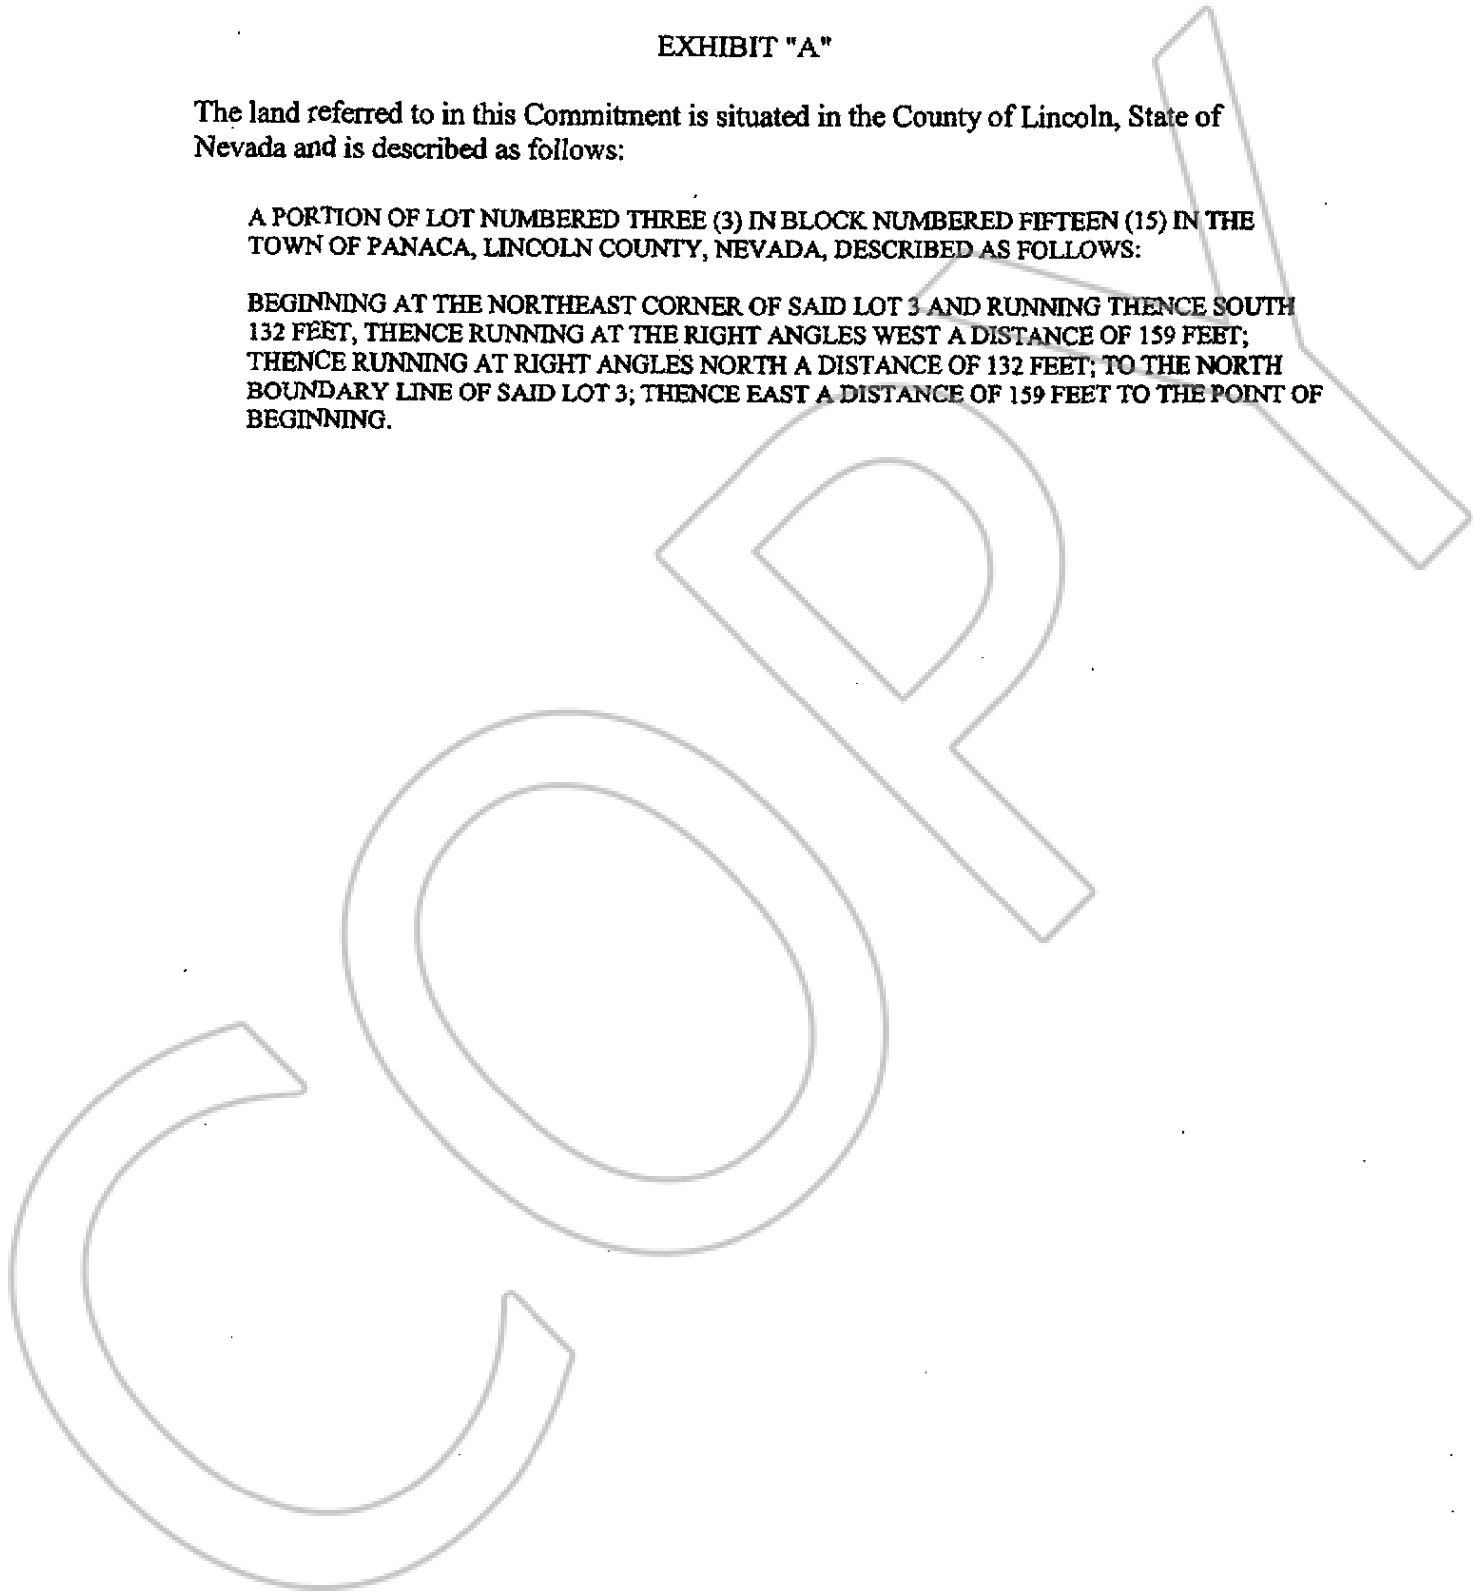 EXHIBIT "A"
The land referred to in this Commitment is situated in the County of Lincoln, State of
Nevada and is described as follows:
A PORTION OF LOT NUMBERED THREE (3) IN BLOCK NUMBERED FIFTEEN (15) IN THE
TOWN OF PANACA, LINCOLN COUNTY, NEVADA, DESCRIBED AS FOLLOWS:
BEGINNING AT THE NORTHEAST CORNER OF SAID LOT 3 AND RUNNING THENCE SOUTH
132 FEET, THENCE RUNNING AT THE RIGHT ANGLES WEST A DISTANCE OF 159 FEET;
THENCE RUNNING AT RIGHT ANGLES NORTH A DISTANCE OF 132 FEET; TO THE NORTH
BOUNDARY LINE OF SAID LOT 3; THENCE EAST A DISTANCE OF 159 FEET TO THE POINT OF
BEGINNING.
COPY